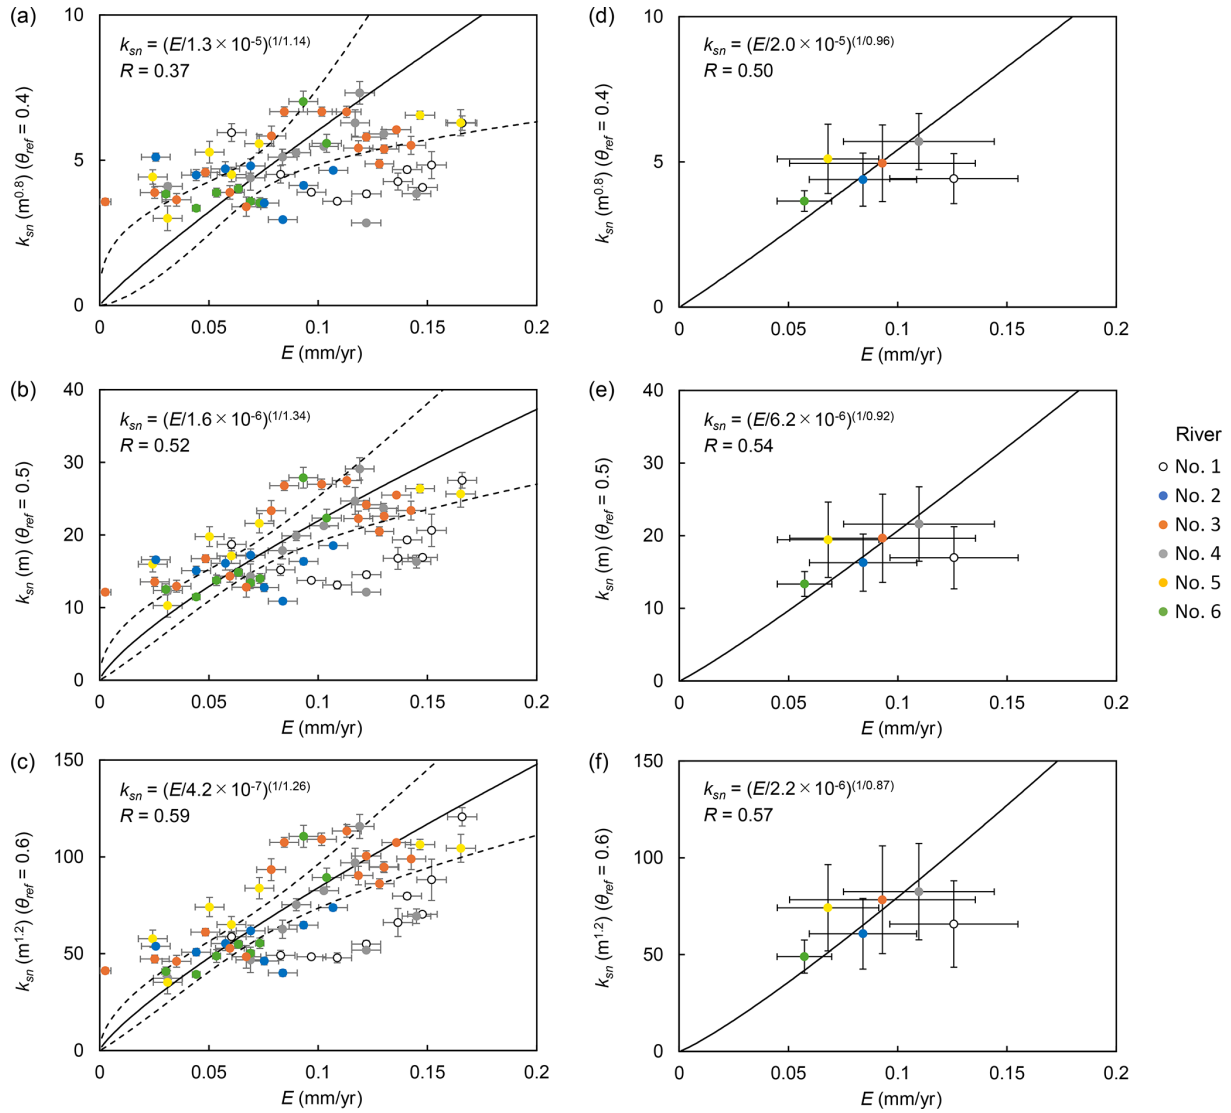 (a)
k_sn = (E/1.3 × 10^-5)^(1/1.14)
R = 0.37
k_sn (m^0.8) (θ_ref = 0.4)
10
5
0
0 0.05 0.1 0.15 0.2
E (mm/yr)
(d)
k_sn = (E/2.0 × 10^-5)^(1/0.96)
R = 0.50
k_sn (m^0.8) (θ_ref = 0.4)
10
5
0
0 0.05 0.1 0.15 0.2
E (mm/yr)
(b)
k_sn = (E/1.6 × 10^-6)^(1/1.34)
R = 0.52
k_sn (m) (θ_ref = 0.5)
40
30
20
10
0
0 0.05 0.1 0.15 0.2
E (mm/yr)
(e)
k_sn = (E/6.2 × 10^-6)^(1/0.92)
R = 0.54
k_sn (m) (θ_ref = 0.5)
40
30
20
10
0
0 0.05 0.1 0.15 0.2
E (mm/yr)
River
No. 1
No. 2
No. 3
No. 4
No. 5
No. 6
(c)
k_sn = (E/4.2 × 10^-7)^(1/1.26)
R = 0.59
k_sn (m^1.2) (θ_ref = 0.6)
150
100
50
0
0 0.05 0.1 0.15 0.2
E (mm/yr)
(f)
k_sn = (E/2.2 × 10^-6)^(1/0.87)
R = 0.57
k_sn (m^1.2) (θ_ref = 0.6)
150
100
50
0
0 0.05 0.1 0.15 0.2
E (mm/yr)